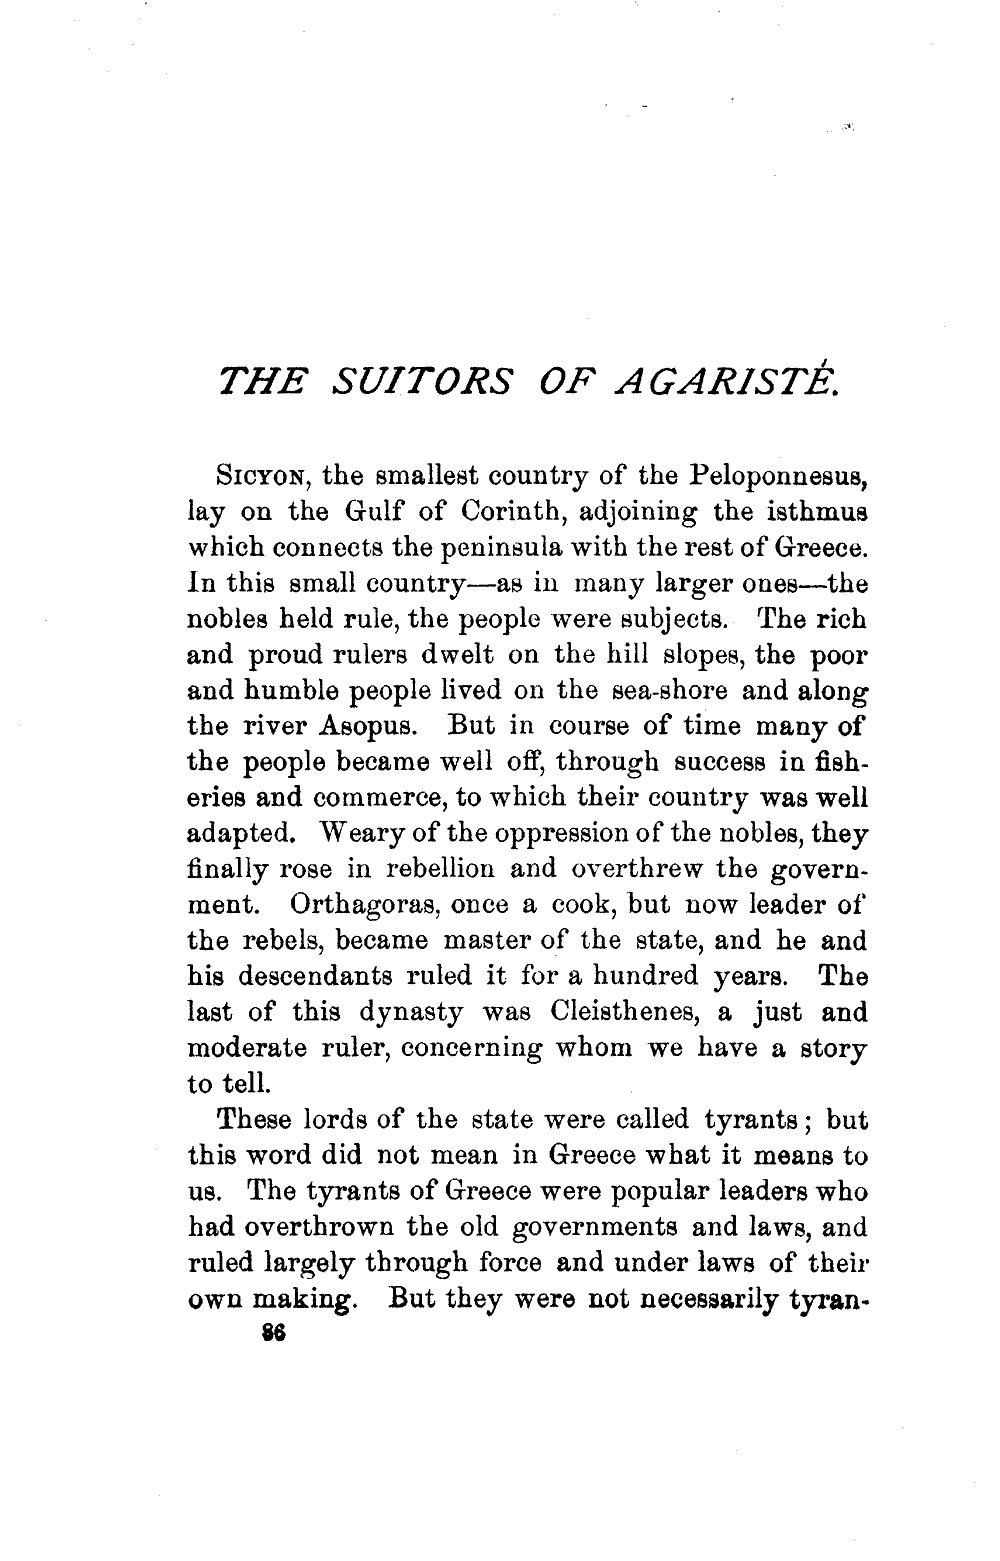 THE SUITORS OF AGARISTÉ.
SICYON, the smallest country of the Peloponnesus,
lay on the Gulf of Corinth, adjoining the isthmus
which connects the peninsula with the rest of Greece.
In this small country—as in many larger ones—the
nobles held rule, the people were subjects. The rich
and proud rulers dwelt on the hill slopes, the poor
and humble people lived on the sea-shore and along
the river Asopus. But in course of time many of
the people became well off, through success in fish-
eries and commerce, to which their country was well
adapted. Weary of the oppression of the nobles, they
finally rose in rebellion and overthrew the govern-
ment. Orthagoras, once a cook, but now leader of
the rebels, became master of the state, and he and
his descendants ruled it for a hundred years. The
last of this dynasty was Cleisthenes, a just and
moderate ruler, concerning whom we have a story
to tell.
These lords of the state were called tyrants; but
this word did not mean in Greece what it means to
us. The tyrants of Greece were popular leaders who
had overthrown the old governments and laws, and
ruled largely through force and under laws of their
own making. But they were not necessarily tyran-
86